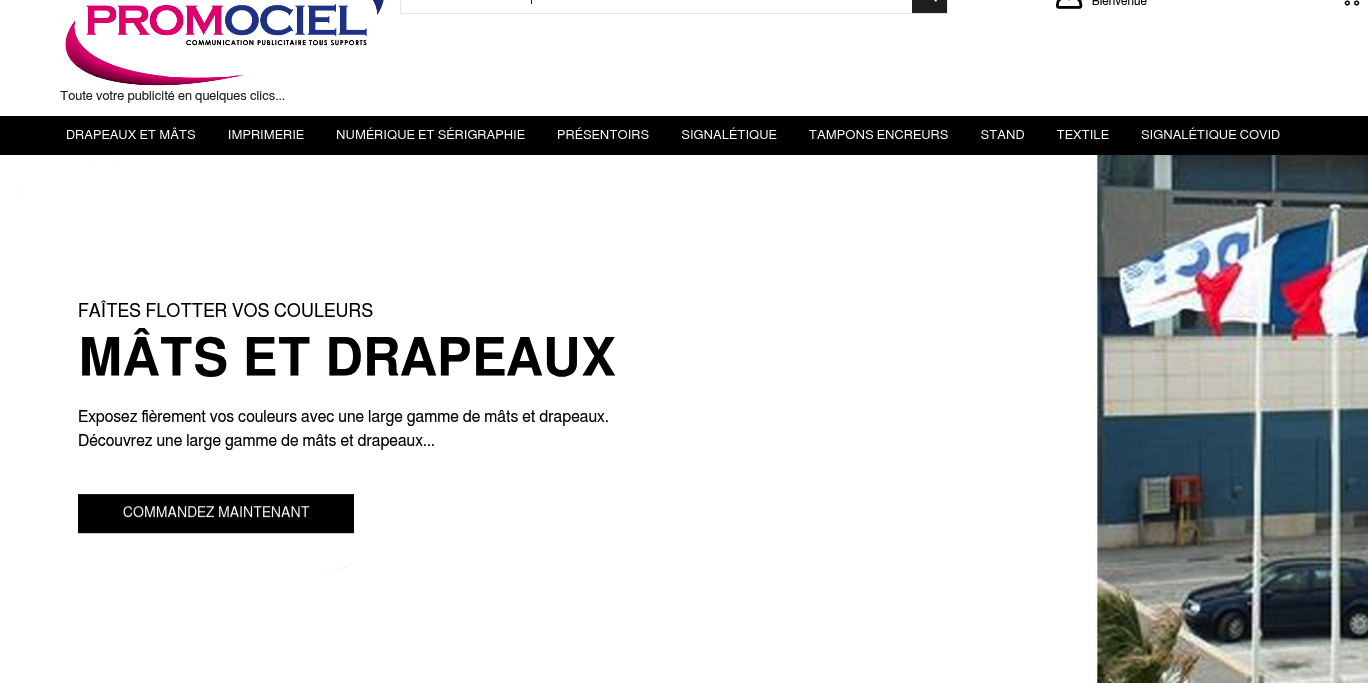 PROMOCIEL
COMMUNICATION PUBLICITAIRE TOUS SUPPORTS
Bienvenue
Toute votre publicité en quelques clics...
DRAPEAUX ET MÂTS IMPRIMERIE NUMÉRIQUE ET SÉRIGRAPHIE PRÉSENTOIRS SIGNALÉTIQUE TAMPONS ENCREURS STAND TEXTILE SIGNALÉTIQUE COVID
FAÎTES FLOTTER VOS COULEURS
MÂTS ET DRAPEAUX
Exposez fièrement vos couleurs avec une large gamme de mâts et drapeaux.
Découvrez une large gamme de mâts et drapeaux...
COMMANDEZ MAINTENANT